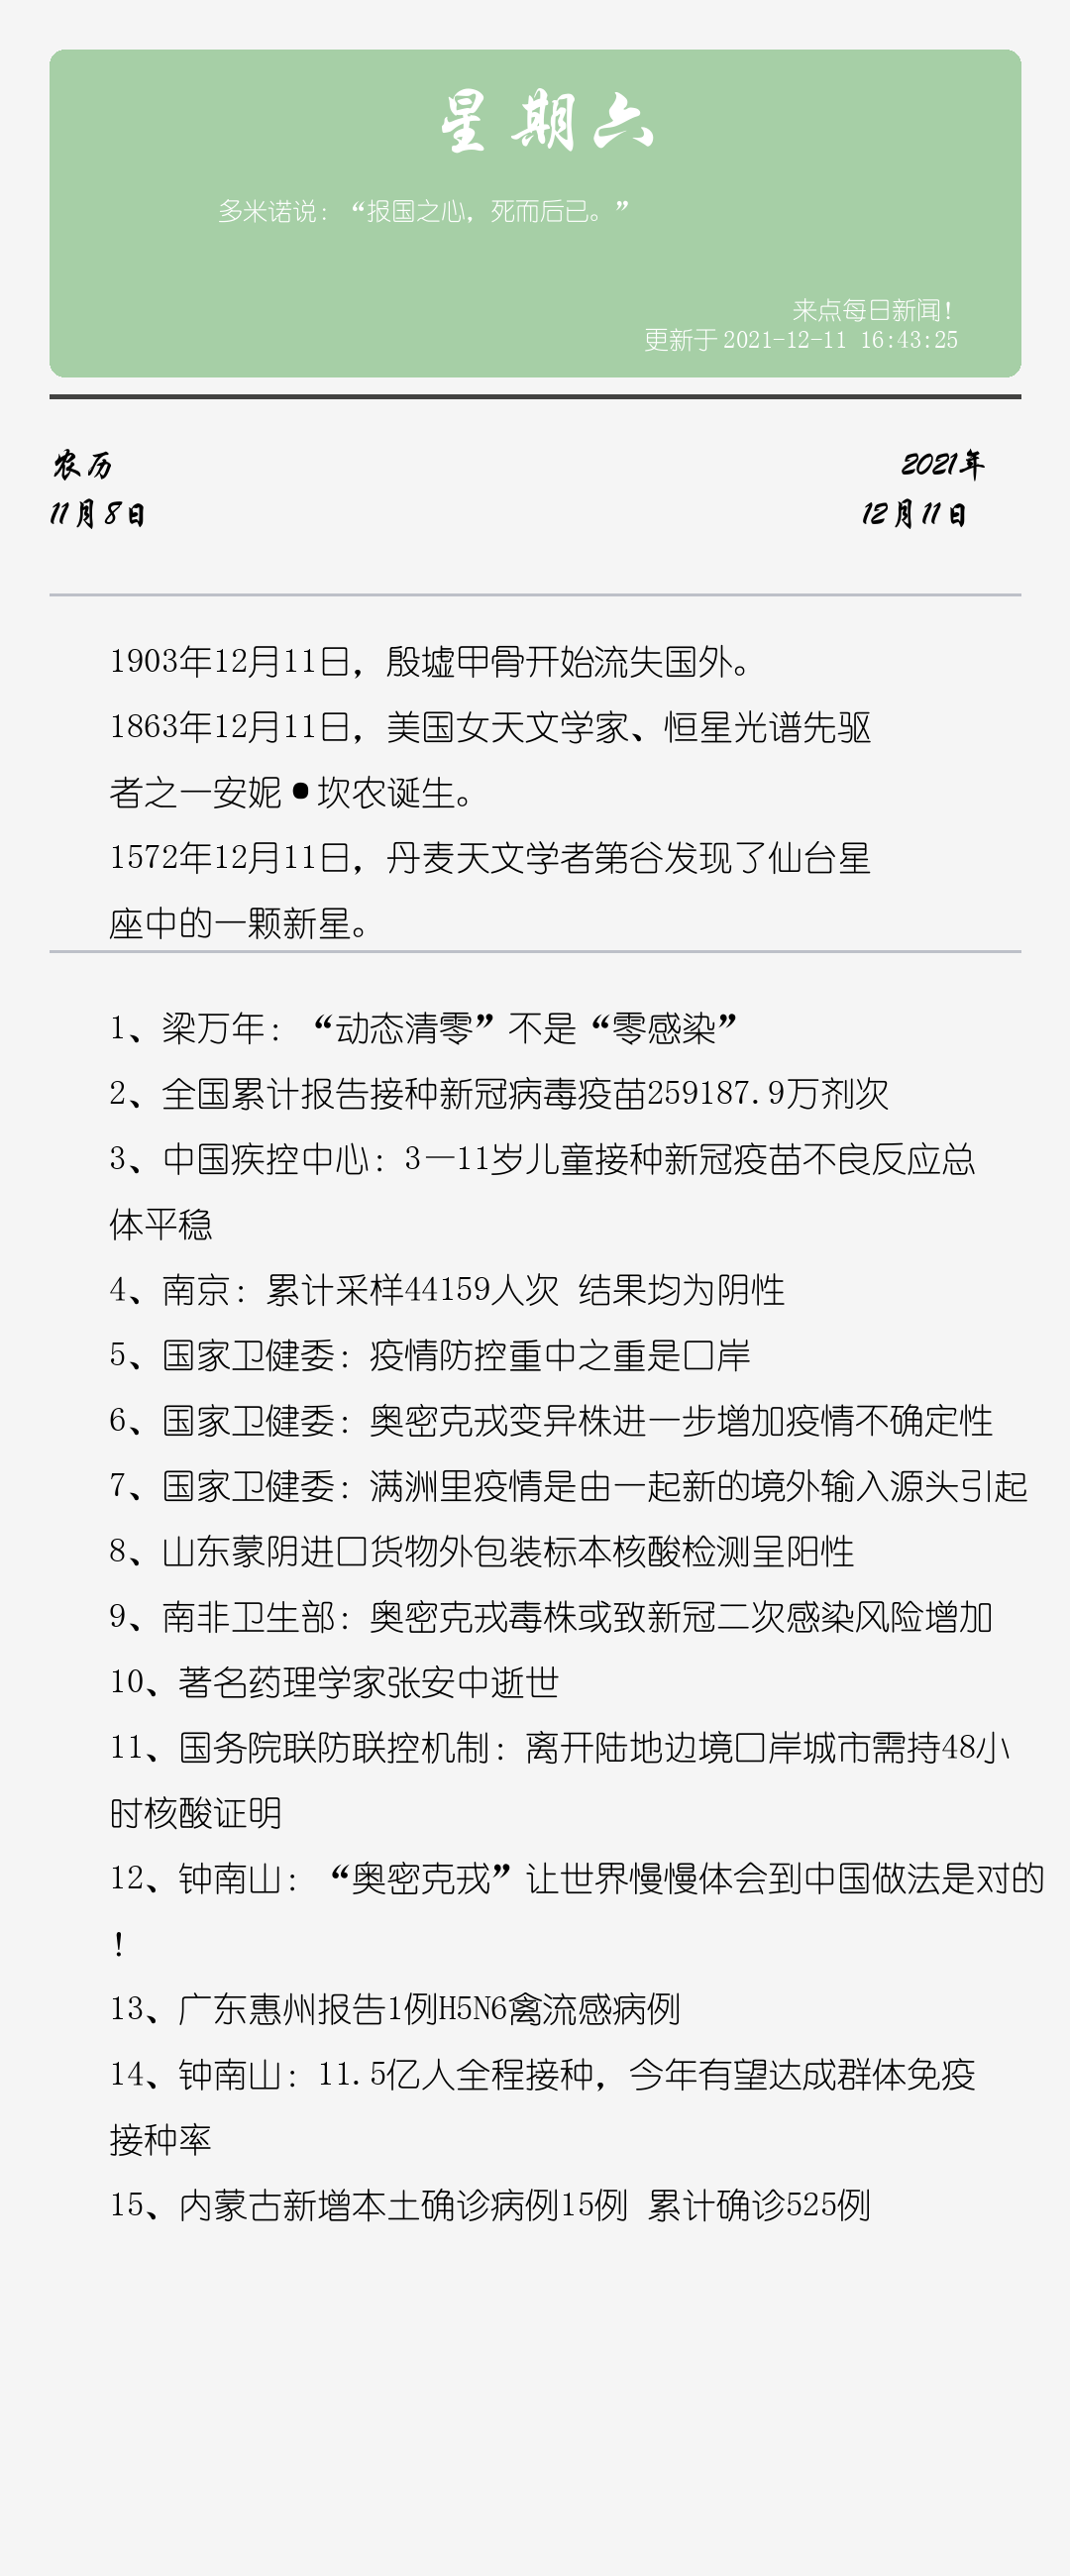 星期六
多米诺说：“报国之心，死而后已。”
来点每日新闻！
更新于 2021-12-11 16:43:25
农历
2021年
11月8日
12月11日
1903年12月11日，殷墟甲骨开始流失国外。
1863年12月11日，美国女天文学家、恒星光谱先驱
者之一安妮•坎农诞生。
1572年12月11日，丹麦天文学者第谷发现了仙台星
座中的一颗新星。
1、梁万年：“动态清零”不是“零感染”
2、全国累计报告接种新冠病毒疫苗259187.9万剂次
3、中国疾控中心：3—11岁儿童接种新冠疫苗不良反应总
体平稳
4、南京：累计采样44159人次 结果均为阴性
5、国家卫健委：疫情防控重中之重是口岸
6、国家卫健委：奥密克戎变异株进一步增加疫情不确定性
7、国家卫健委：满洲里疫情是由一起新的境外输入源头引起
8、山东蒙阴进口货物外包装标本核酸检测呈阳性
9、南非卫生部：奥密克戎毒株或致新冠二次感染风险增加
10、著名药理学家张安中逝世
11、国务院联防联控机制：离开陆地边境口岸城市需持48小
时核酸证明
12、钟南山：“奥密克戎”让世界慢慢体会到中国做法是对的
！
13、广东惠州报告1例H5N6禽流感病例
14、钟南山：11.5亿人全程接种，今年有望达成群体免疫
接种率
15、内蒙古新增本土确诊病例15例 累计确诊525例